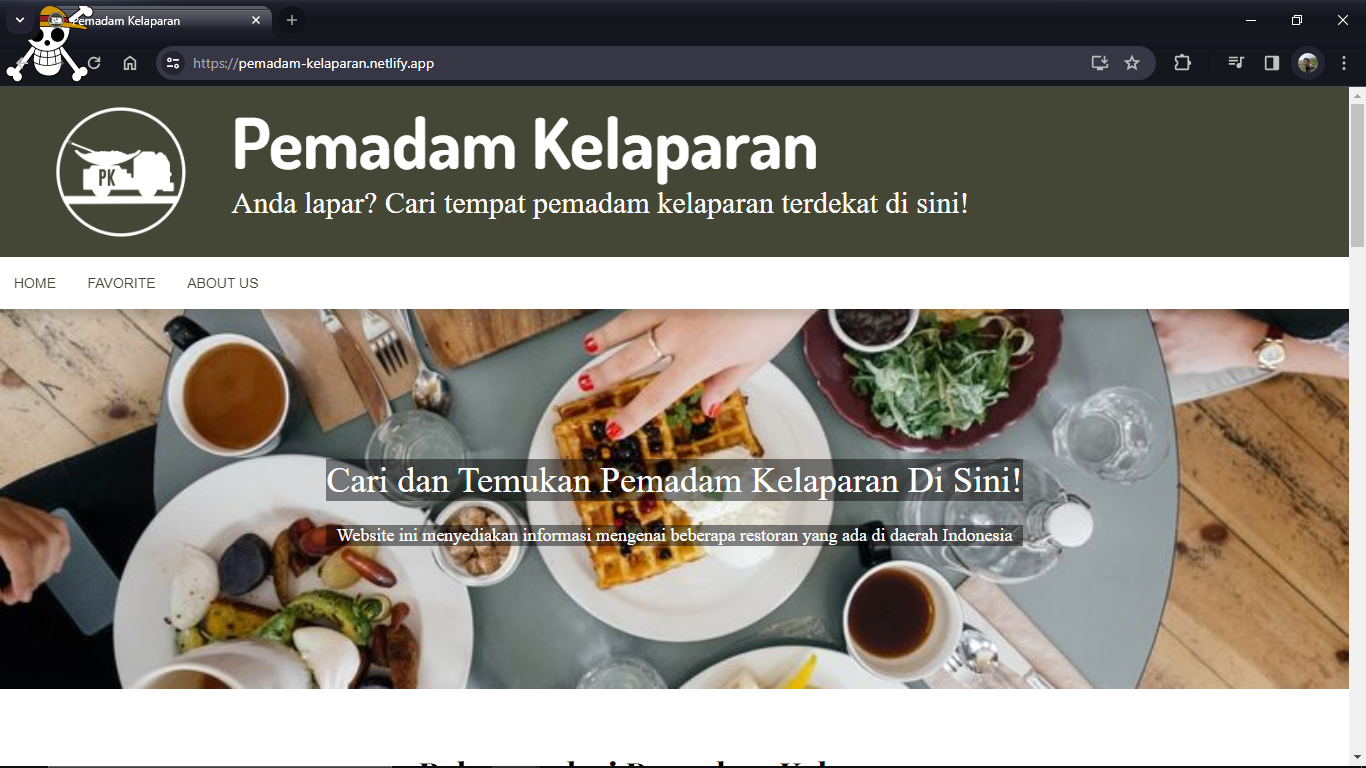 Pemadam Kelaparan
https://pemadam-kelaparan.netlify.app
PK
Pemadam Kelaparan
Anda lapar? Cari tempat pemadam kelaparan terdekat di sini!
HOME FAVORITE ABOUT US
Cari dan Temukan Pemadam Kelaparan Di Sini!
Website ini menyediakan informasi mengenai beberapa restoran yang ada di daerah Indonesia